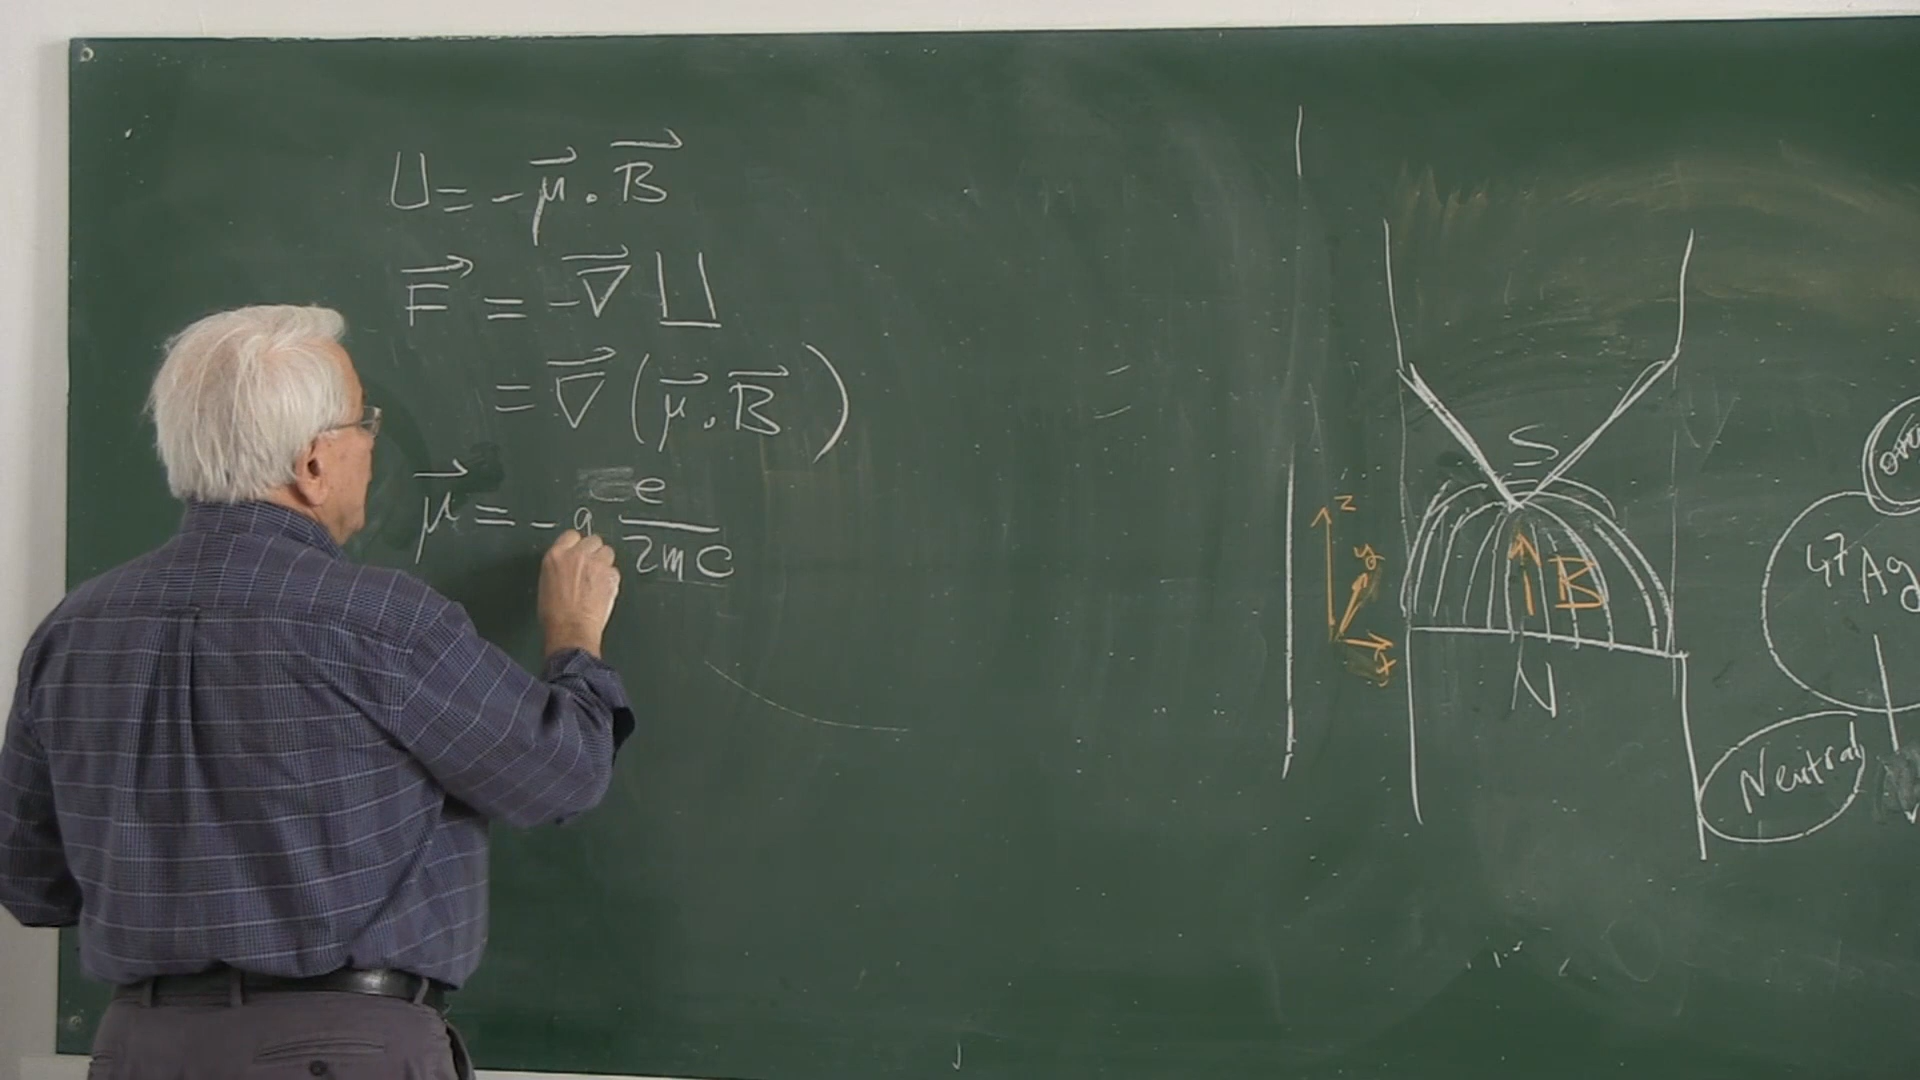 U = -μ⃗ · B⃗
F⃗ = -∇⃗ U
= ∇⃗ (μ⃗ · B⃗)
μ⃗ = -g e/2mc
=
S
z
y
x
B
N
47 Ag
Neutral